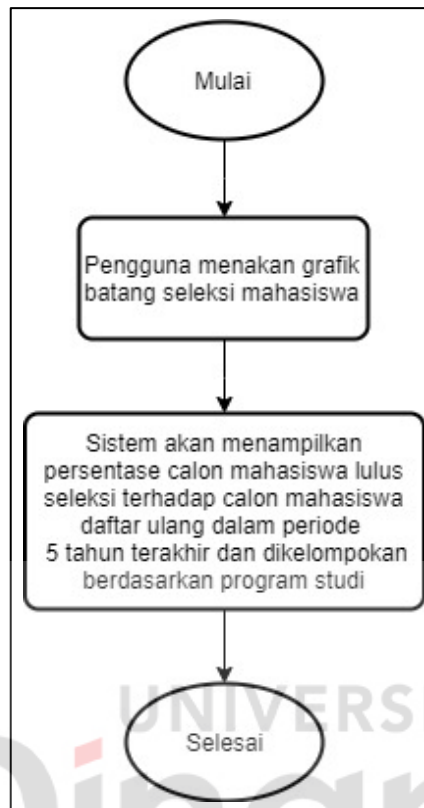 Mulai
Pengguna menakan grafik
batang seleksi mahasiswa
Sistem akan menampilkan
persentase calon mahasiswa lulus
seleksi terhadap calon mahasiswa
daftar ulang dalam periode
5 tahun terakhir dan dikelompokan
berdasarkan program studi
Selesai